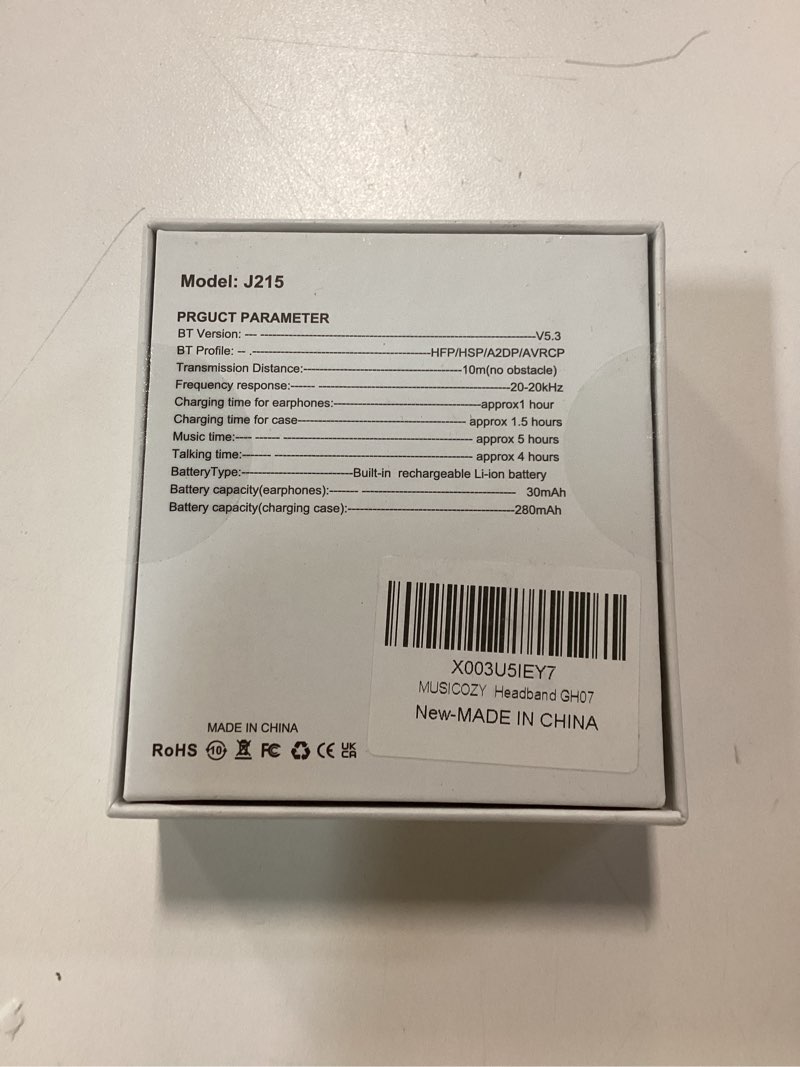 Model: J215
PRGUCT PARAMETER
BT Version: --- ---------------------------------------------V5.3
BT Profile: -- .-----------------------------HFP/HSP/A2DP/AVRCP
Transmission Distance:--------------------------10m(no obstacle)
Frequency response:------ --------------------------------20-20kHz
Charging time for earphones:-------------------------approx1 hour
Charging time for case---------------------------- approx 1.5 hours
Music time:---- ------ ------------------------------- approx 5 hours
Talking time:------- --------------------------------- approx 4 hours
BatteryType:-------------------Built-in rechargeable Li-ion battery
Battery capacity(earphones):------- -------------------------- 30mAh
Battery capacity(charging case):----------------------------280mAh
X003U5IEY7
MUSICOZY Headband GH07
New-MADE IN CHINA
MADE IN CHINA
RoHS 10 FC CE UK CA